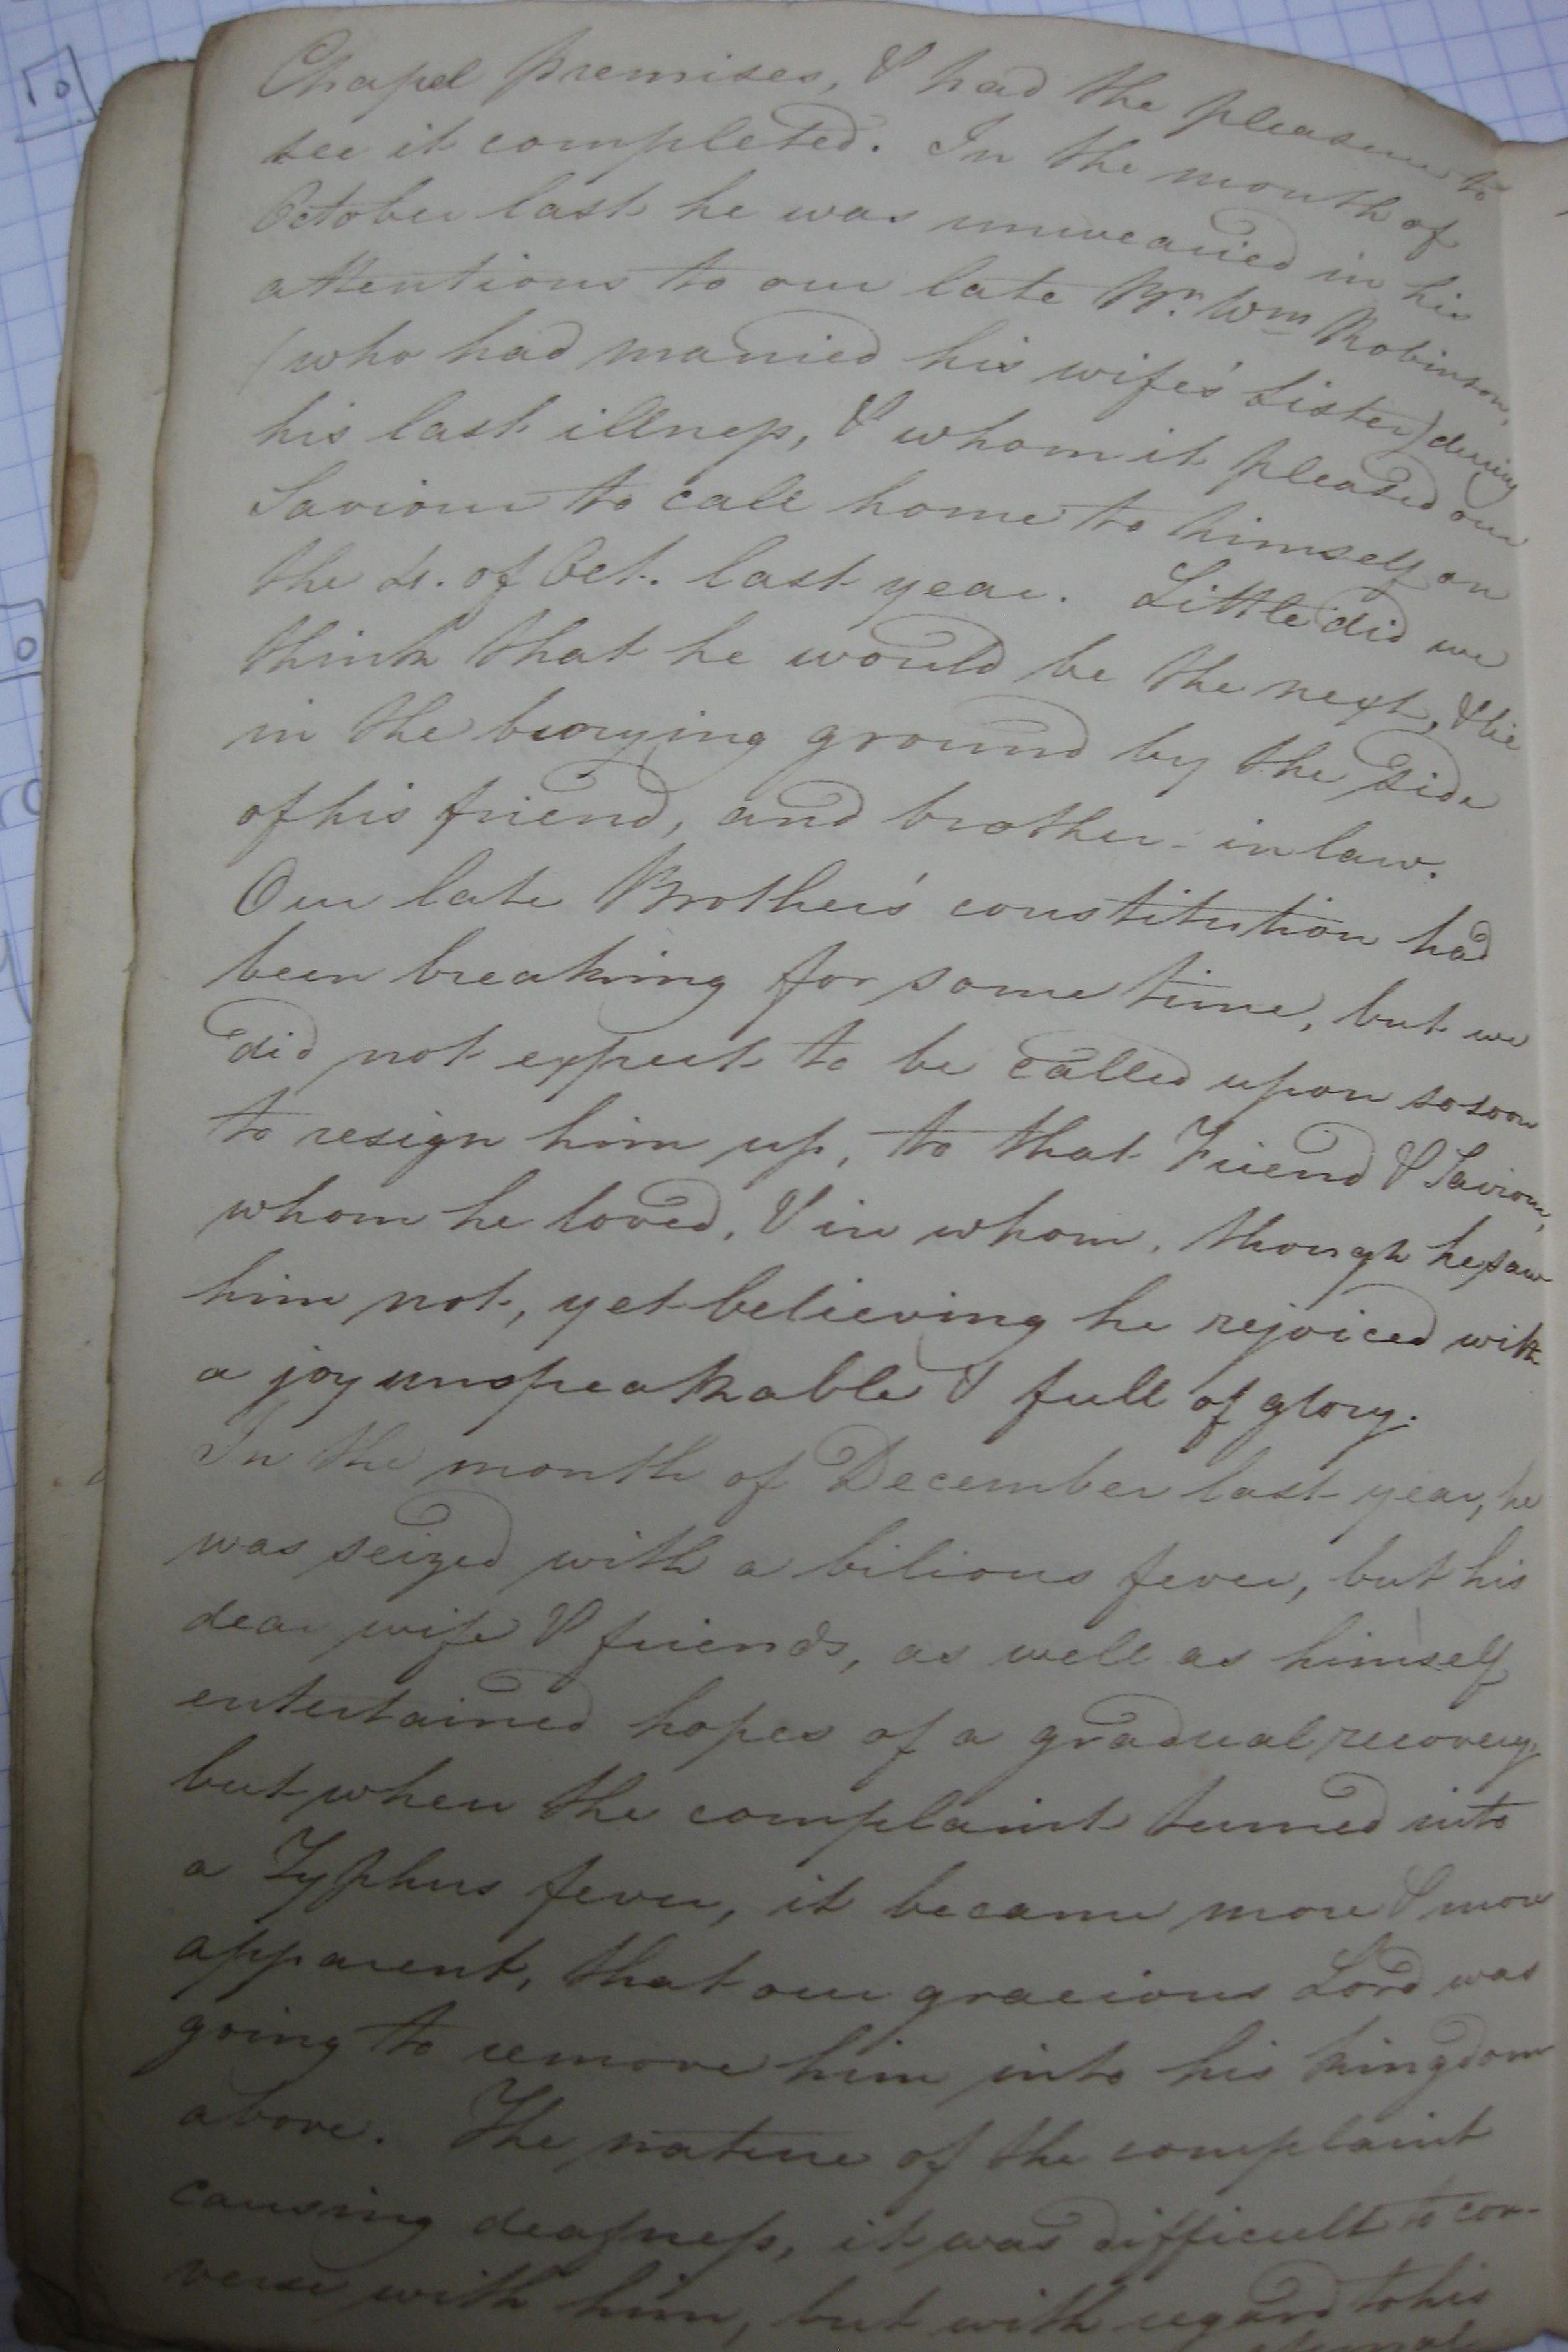 Chapel premises, & had the pleasure to
see it completed. In the month of
October last he was unwearied in his
attentions to our late Br. Wm Robinson,
(who had married his wife's sister) during
his last illness, & whom it pleased our
Saviour to call home to himself on
the 4. of Oct. last year. Little did we
think that he would be the next, & lie
in the burying ground by the side
of his friend, and brother-in law.
Our late Brother's constitution had
been breaking for some time, but we
did not expect to be called upon so soon
to resign him up, to that Friend & Saviour,
whom he loved, & in whom, though he saw
him not, yet believing he rejoiced with
a joy unspeakable & full of glory.
In the month of December last year, he
was seized with a bilious fever, but his
dear wife & friends, as well as himself
entertained hopes of a gradual recovery,
but when the complaint turned into
a Typhus fever, it became more & more
apparent, that our gracious Lord was
going to remove him into his kingdom
above. The nature of the complaint
causing deafness, it was difficult to con-
verse with him, but with regard to his